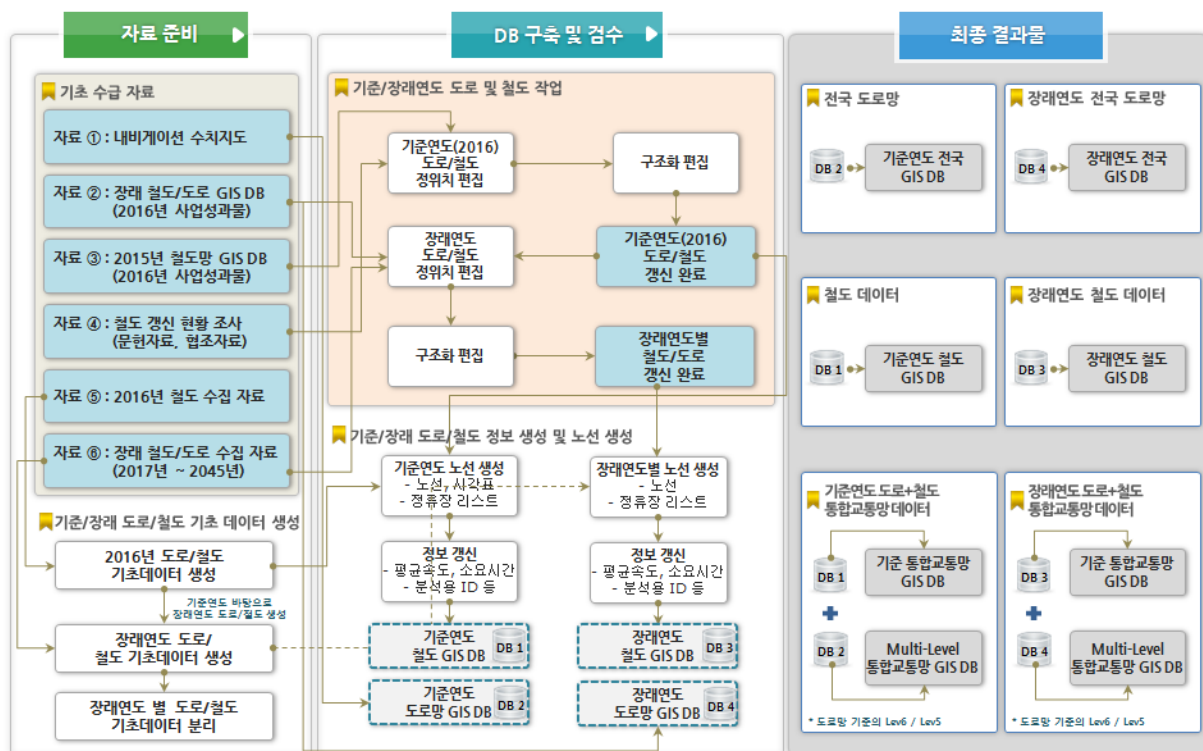 자료 준비
기초 수급 자료
자료 ① : 내비게이션 수치지도
자료 ② : 장래 철도/도로 GIS DB
(2016년 사업성과물)
자료 ③ : 2015년 철도망 GIS DB
(2016년 사업성과물)
자료 ④ : 철도 갱신 현황 조사
(문헌자료, 협조자료)
자료 ⑤ : 2016년 철도 수집 자료
자료 ⑥ : 장래 철도/도로 수집 자료
(2017년 ~ 2045년)
기준/장래 도로/철도 기초 데이터 생성
2016년 도로/철도
기초데이터 생성
기준연도 바탕으로
장래연도 도로/철도 생성
장래연도 도로/
철도 기초데이터 생성
장래연도 별 도로/철도
기초데이터 분리
DB 구축 및 검수
기준/장래연도 도로 및 철도 작업
기준연도(2016)
도로/철도
정위치 편집
구조화 편집
장래연도
도로/철도
정위치 편집
기준연도(2016)
도로/철도
갱신 완료
구조화 편집
장래연도별
철도/도로
갱신 완료
기준/장래 도로/철도 정보 생성 및 노선 생성
기준연도 노선 생성
- 노선, 시각표
- 정류장 리스트
장래연도별 노선 생성
- 노선
- 정류장 리스트
정보 갱신
- 평균속도, 소요시간
- 분석용 ID 등
정보 갱신
- 평균속도, 소요시간
- 분석용 ID 등
기준연도
철도 GIS DB
DB 1
장래연도
철도 GIS DB
DB 3
기준연도
도로망 GIS DB
DB 2
장래연도
도로망 GIS DB
DB 4
최종 결과물
전국 도로망
DB 2
기준연도 전국
GIS DB
장래연도 전국 도로망
DB 4
장래연도 전국
GIS DB
철도 데이터
DB 1
기준연도 철도
GIS DB
장래연도 철도 데이터
DB 3
장래연도 철도
GIS DB
기준연도 도로+철도
통합교통망 데이터
DB 1
기준 통합교통망
GIS DB
DB 2
Multi-Level
통합교통망 GIS DB
* 도로망 기준의 Lev6 / Lev5
장래연도 도로+철도
통합교통망 데이터
DB 3
기준 통합교통망
GIS DB
DB 4
Multi-Level
통합교통망 GIS DB
* 도로망 기준의 Lev6 / Lev5